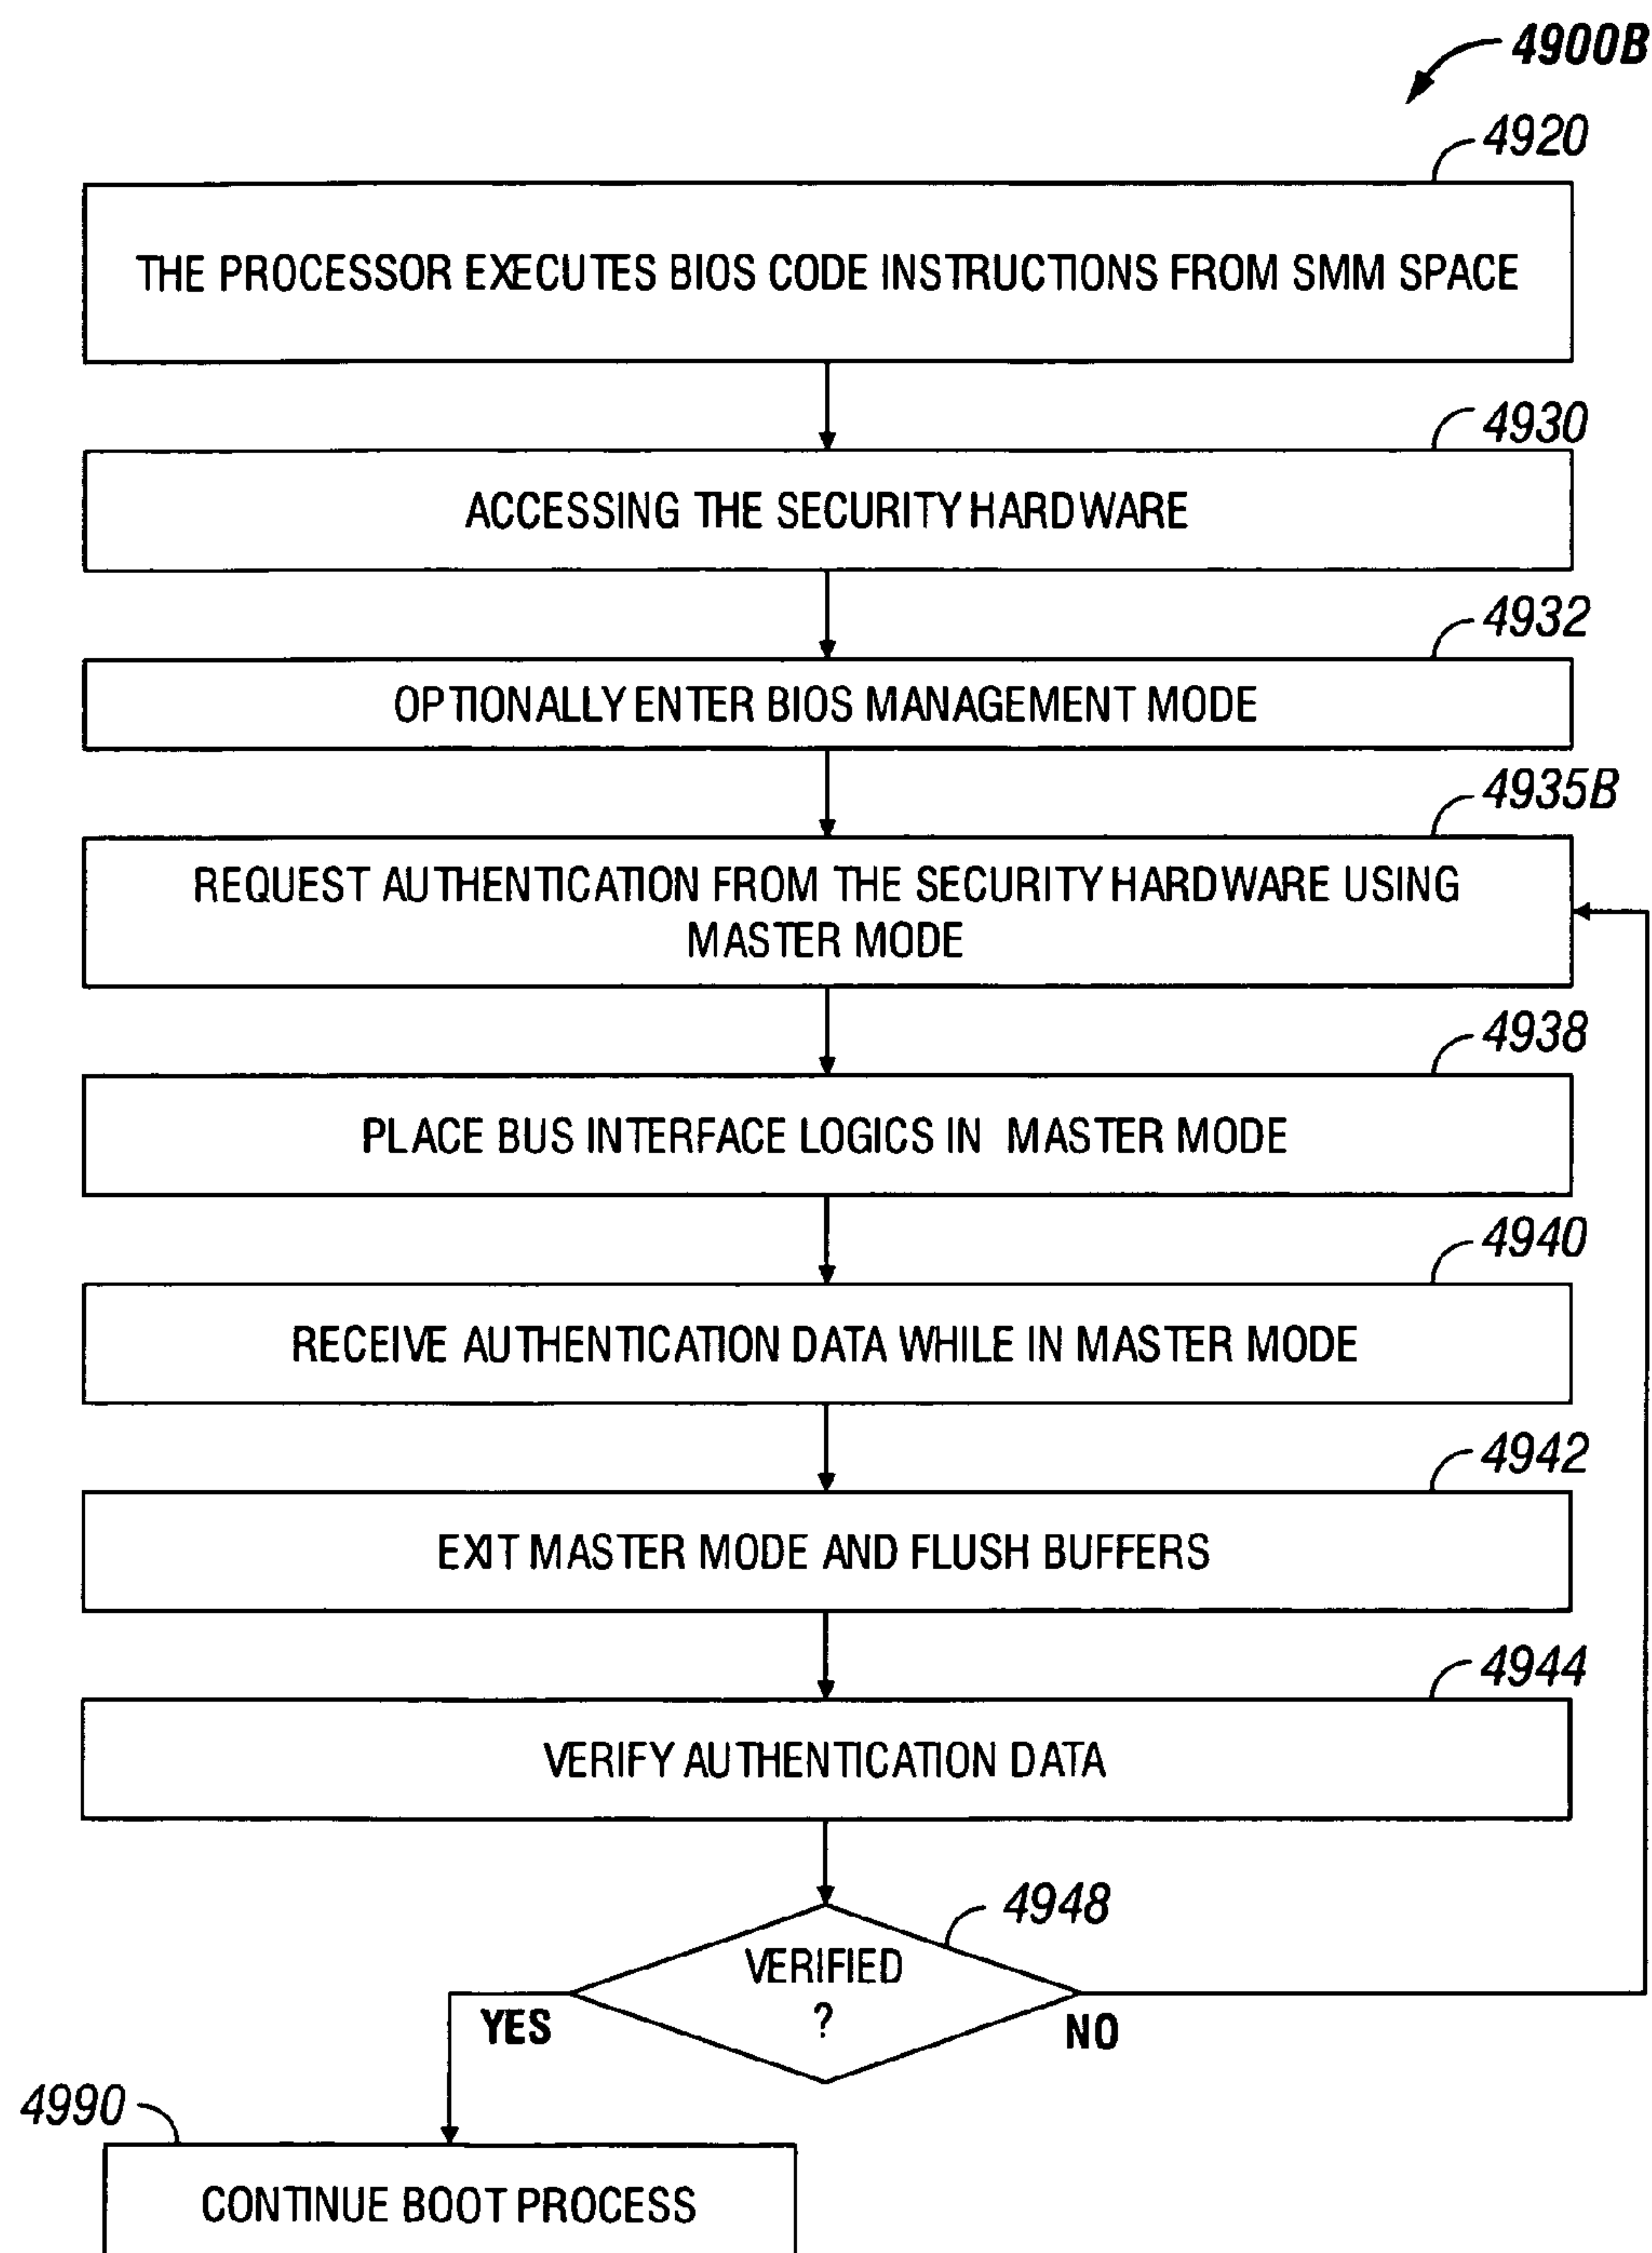 4900B
4920
THE PROCESSOR EXECUTES BIOS CODE INSTRUCTIONS FROM SMM SPACE
4930
ACCESSING THE SECURITY HARDWARE
4932
OPTIONALLY ENTER BIOS MANAGEMENT MODE
4935B
REQUEST AUTHENTICATION FROM THE SECURITY HARDWARE USING
MASTER MODE
4938
PLACE BUS INTERFACE LOGICS IN MASTER MODE
4940
RECEIVE AUTHENTICATION DATA WHILE IN MASTER MODE
4942
EXIT MASTER MODE AND FLUSH BUFFERS
4944
VERIFY AUTHENTICATION DATA
4948
VERIFIED
?
YES
NO
4990
CONTINUE BOOT PROCESS